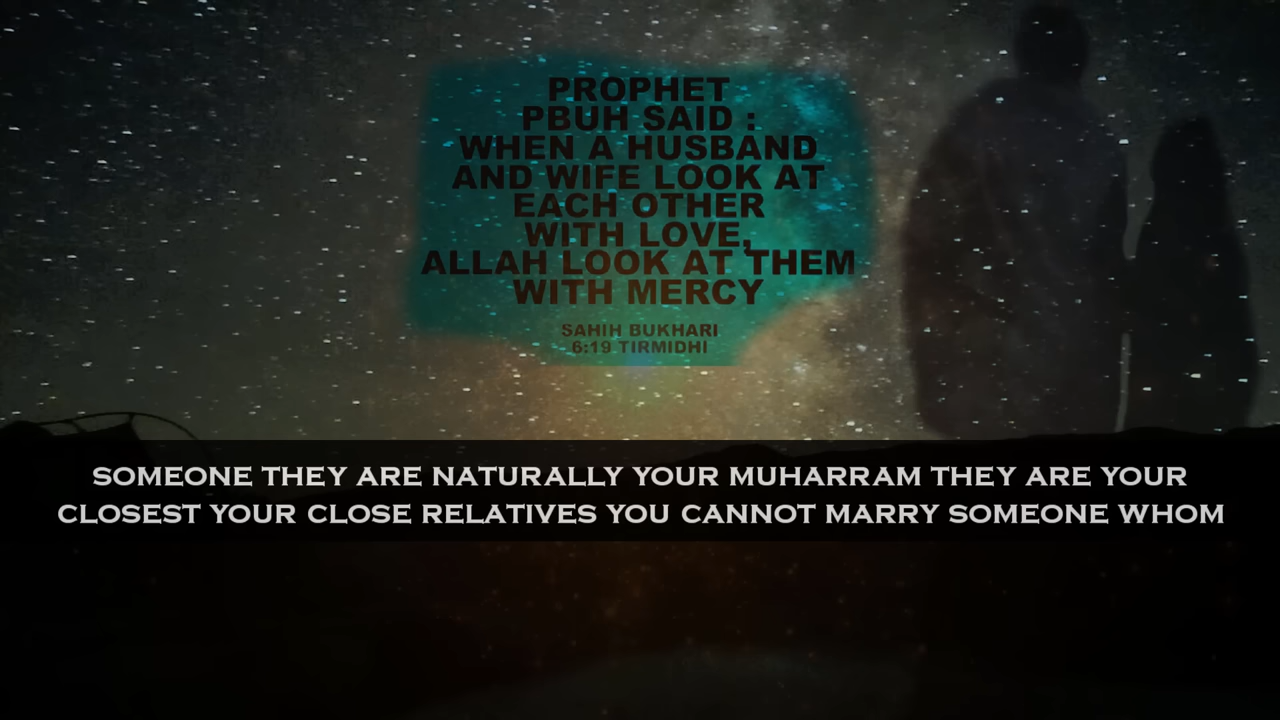 PROPHET
PBUH SAID :
WHEN A HUSBAND
AND WIFE LOOK AT
EACH OTHER
WITH LOVE,
ALLAH LOOK AT THEM
WITH MERCY
SAHIH BUKHARI
6:19 TIRMIDHI
SOMEONE THEY ARE NATURALLY YOUR MUHARRAM THEY ARE YOUR
CLOSEST YOUR CLOSE RELATIVES YOU CANNOT MARRY SOMEONE WHOM